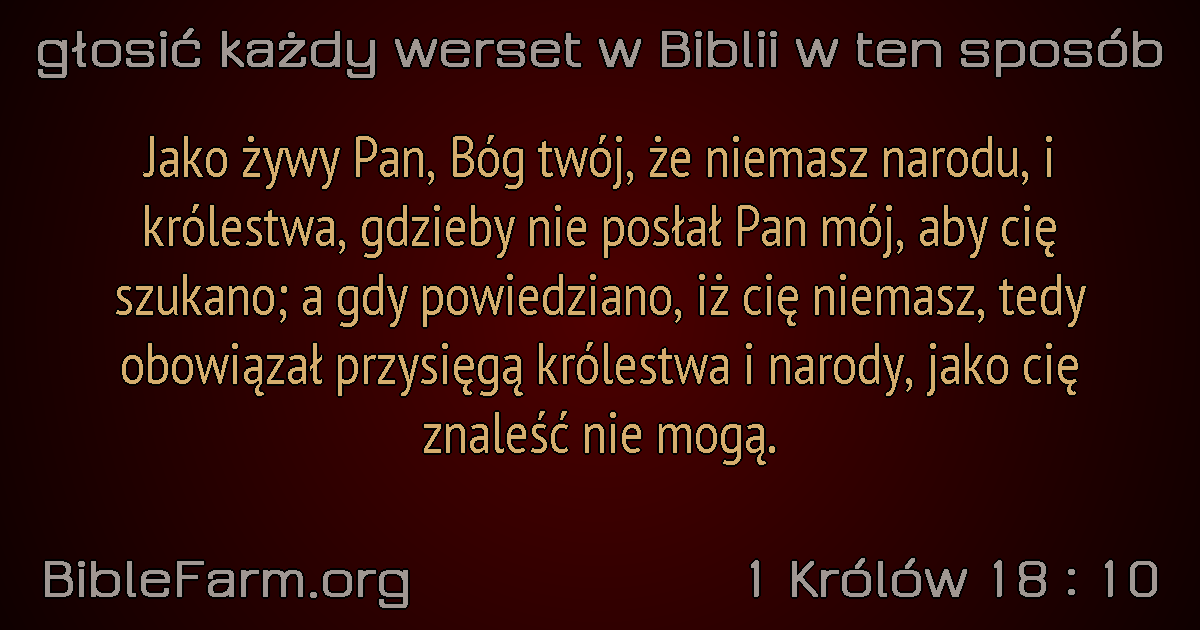 głosić każdy werset w Biblii w ten sposób
Jako żywy Pan, Bóg twój, że niemasz narodu, i
królestwa, gdzieby nie posłał Pan mój, aby cię
szukano; a gdy powiedziano, iż cię niemasz, tedy
obowiązał przysięgą królestwa i narody, jako cię
znaleść nie mogą.
BibleFarm.org
1 Królów 18 : 10